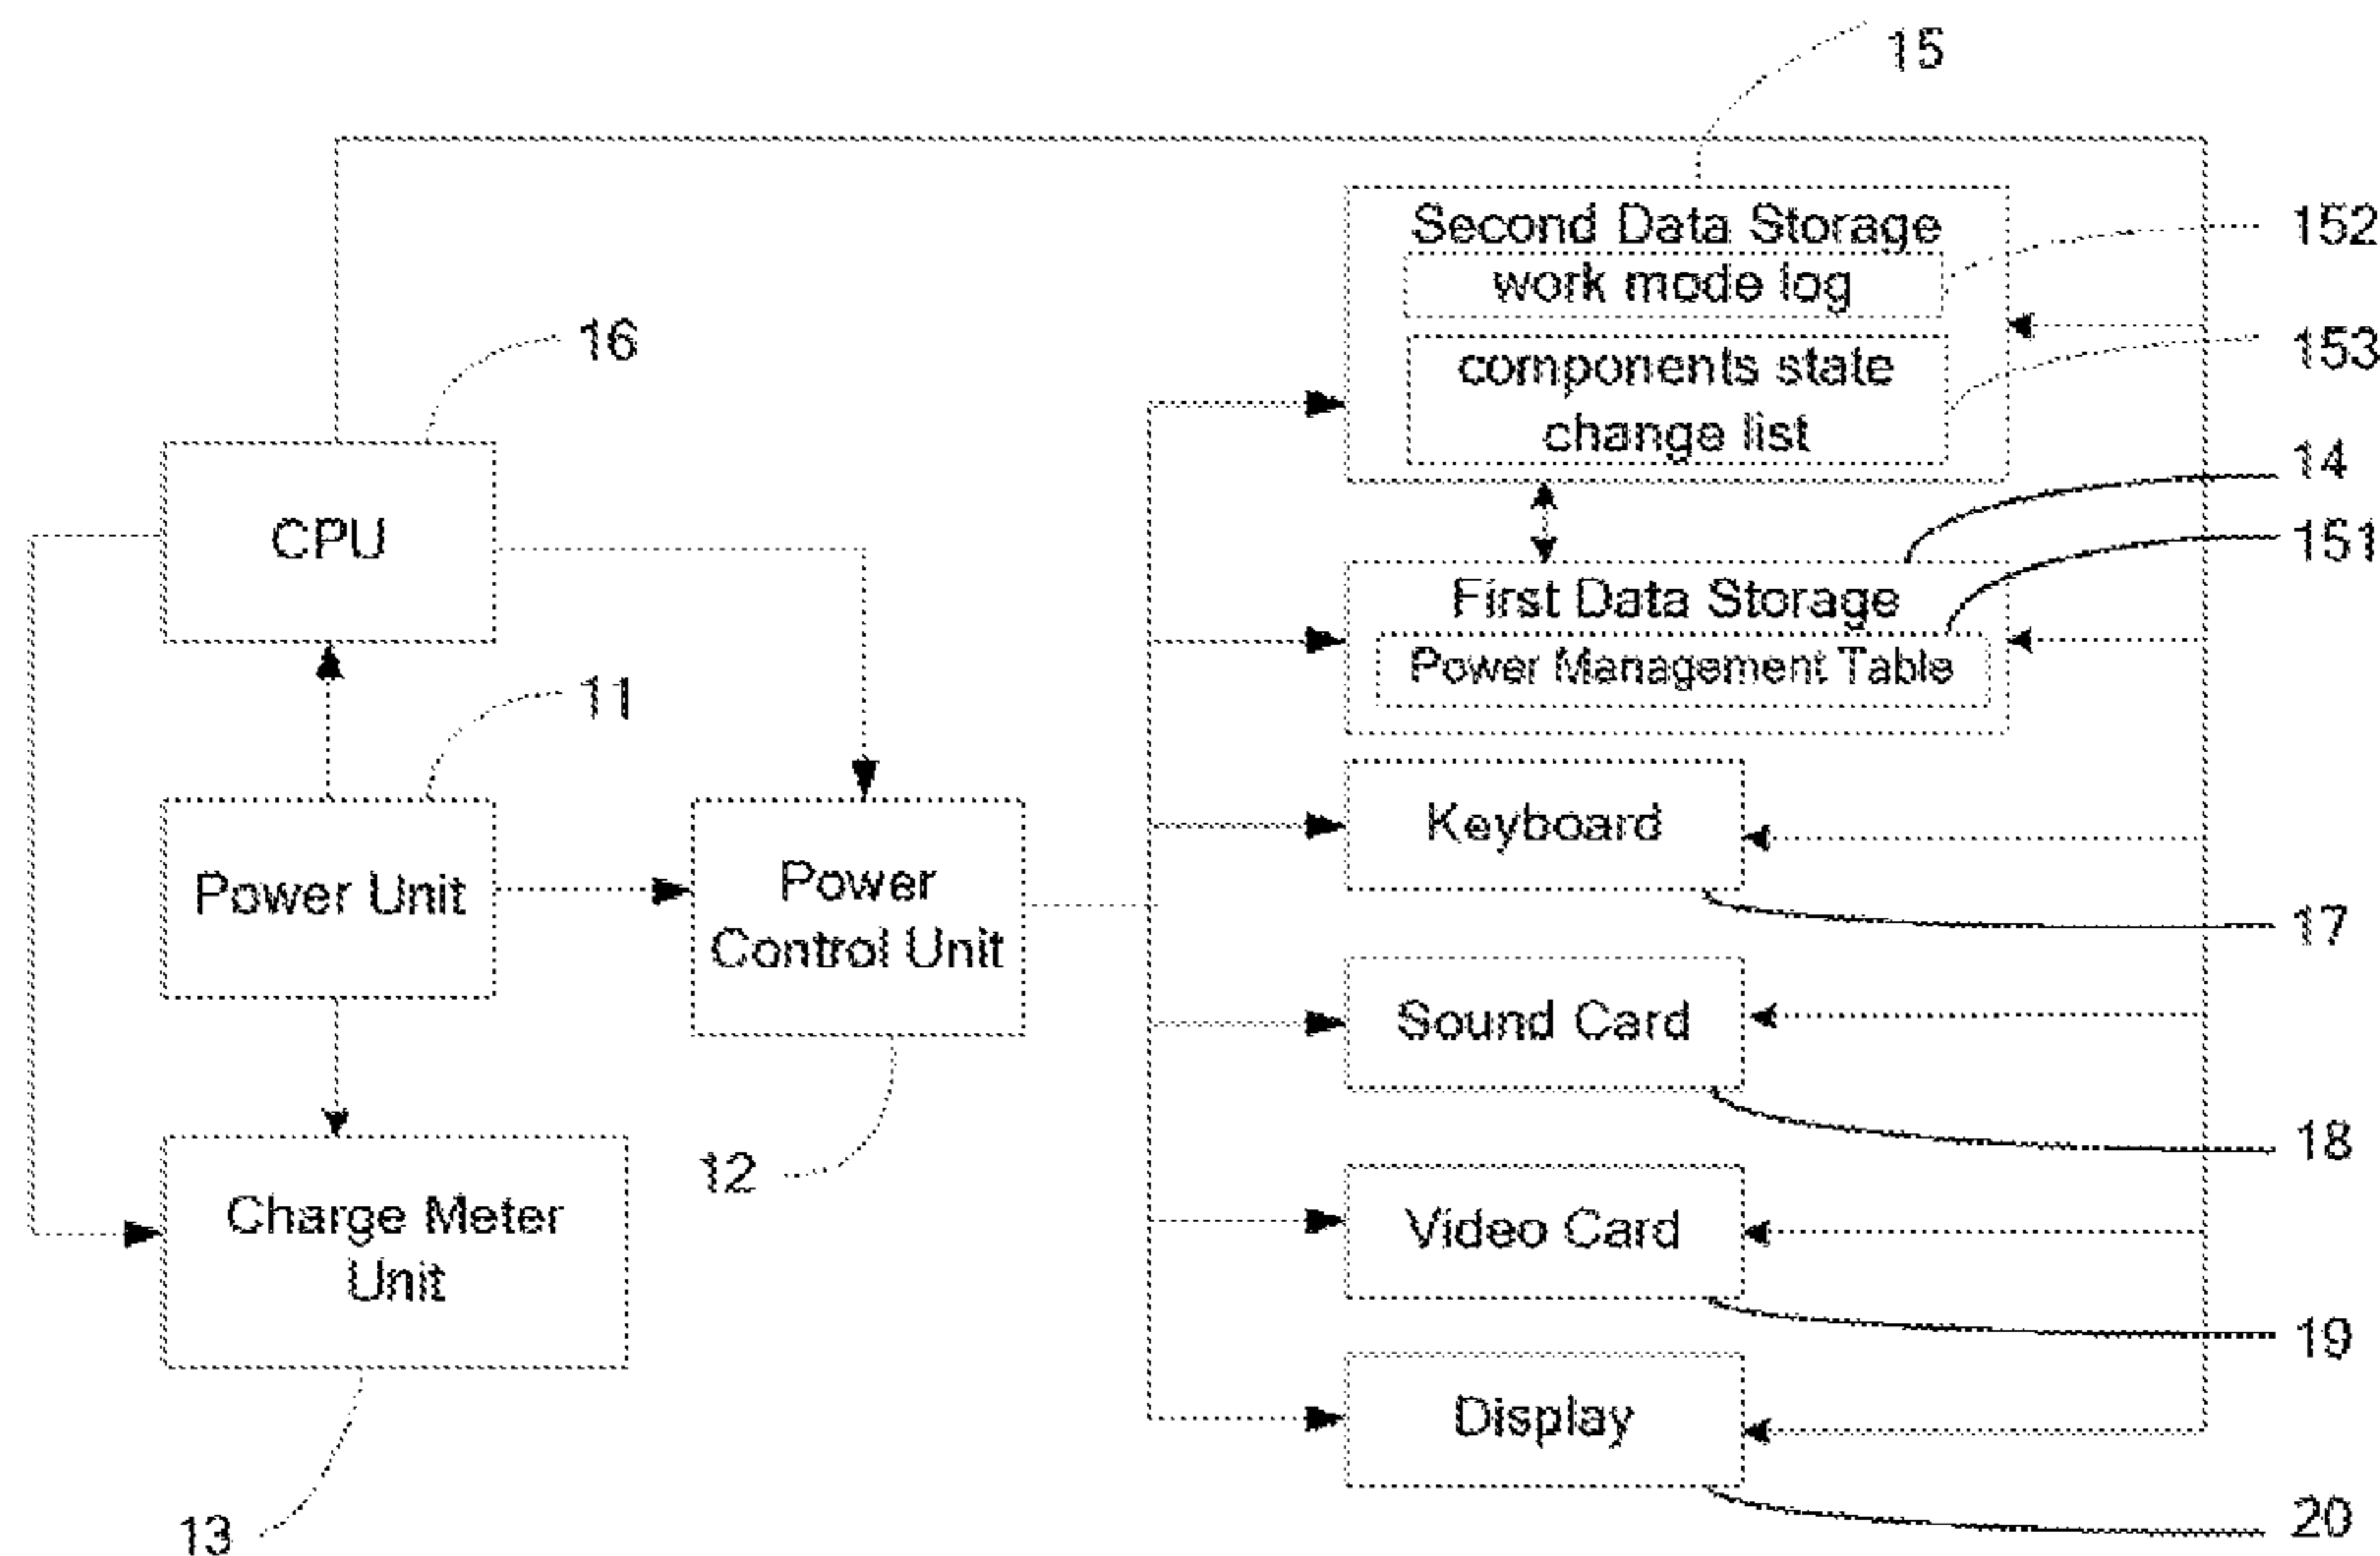 15
Second Data Storage
152
work mode log
16
153
components state
change list
14
CPU
151
First Data Storage
Power Management Table
11
Keyboard
Power
Power Unit
Control Unit
17
Sound Card
18
12
Charge Meter
Unit
Video Card
19
Display
13
20